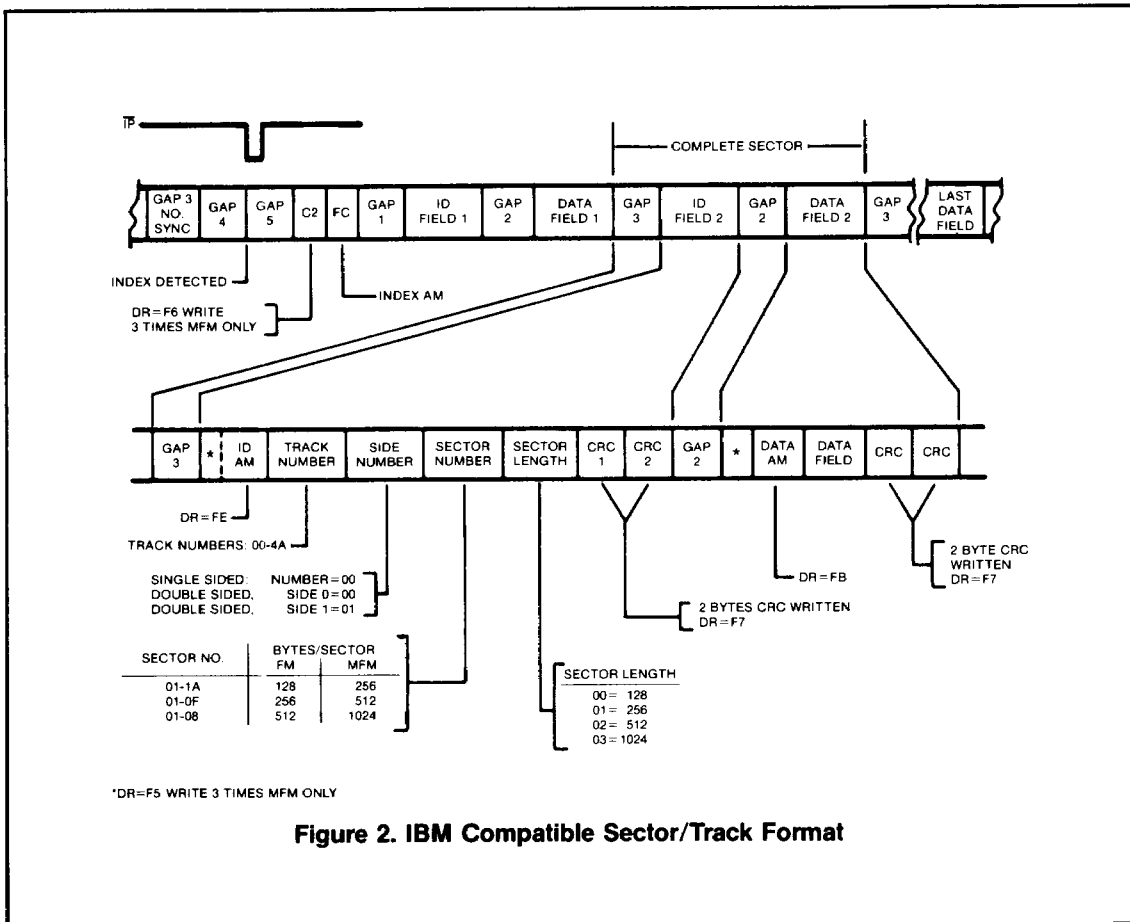 IP
COMPLETE SECTOR
GAP 3 NO. SYNC
GAP 4
GAP 5
C2
FC
GAP 1
ID FIELD 1
GAP 2
DATA FIELD 1
GAP 3
ID FIELD 2
GAP 2
DATA FIELD 2
GAP 3
LAST DATA FIELD
INDEX DETECTED
INDEX AM
DR=F6 WRITE
3 TIMES MFM ONLY
GAP 3
*
ID AM
TRACK NUMBER
SIDE NUMBER
SECTOR NUMBER
SECTOR LENGTH
CRC 1
CRC 2
GAP 2
*
DATA AM
DATA FIELD
CRC
CRC
DR=FE
TRACK NUMBERS: 00-4A
SINGLE SIDED: NUMBER=00
DOUBLE SIDED, SIDE 0=00
DOUBLE SIDED, SIDE 1=01
DR=FB
2 BYTE CRC
WRITTEN
DR=F7
2 BYTES CRC WRITTEN
DR=F7
SECTOR NO. BYTES/SECTOR
FM MFM
01-1A 128 256
01-0F 256 512
01-08 512 1024
SECTOR LENGTH
00= 128
01= 256
02= 512
03=1024
*DR=F5 WRITE 3 TIMES MFM ONLY
Figure 2. IBM Compatible Sector/Track Format